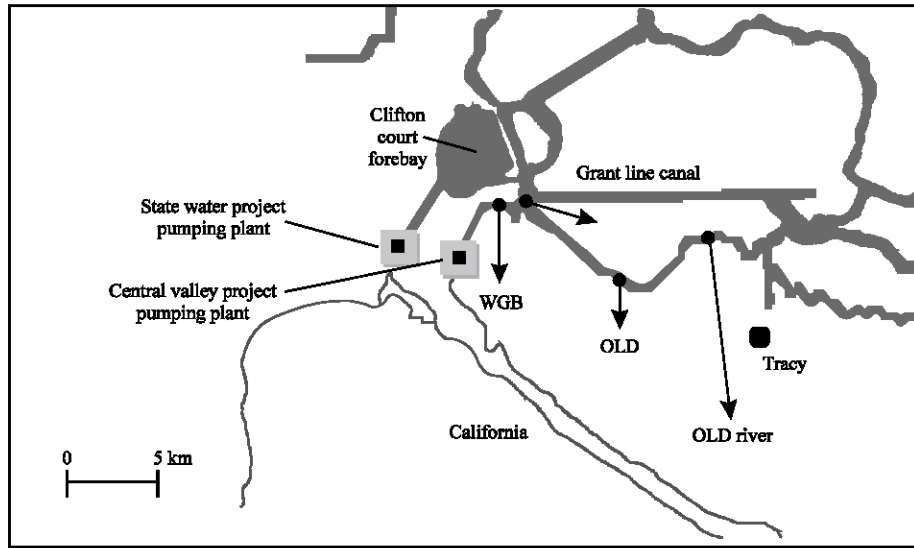 Clifton
court
forebay
Grant line canal
State water project
pumping plant
Central valley project
pumping plant
WGB
OLD
Tracy
OLD river
California
0 5 km